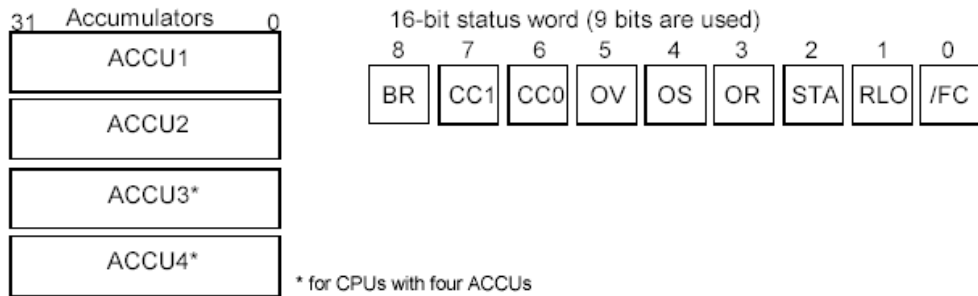 31 Accumulators 0
ACCU1
ACCU2
ACCU3*
ACCU4*
* for CPUs with four ACCUs
16-bit status word (9 bits are used)
8 7 6 5 4 3 2 1 0
BR CC1 CC0 OV OS OR STA RLO /FC